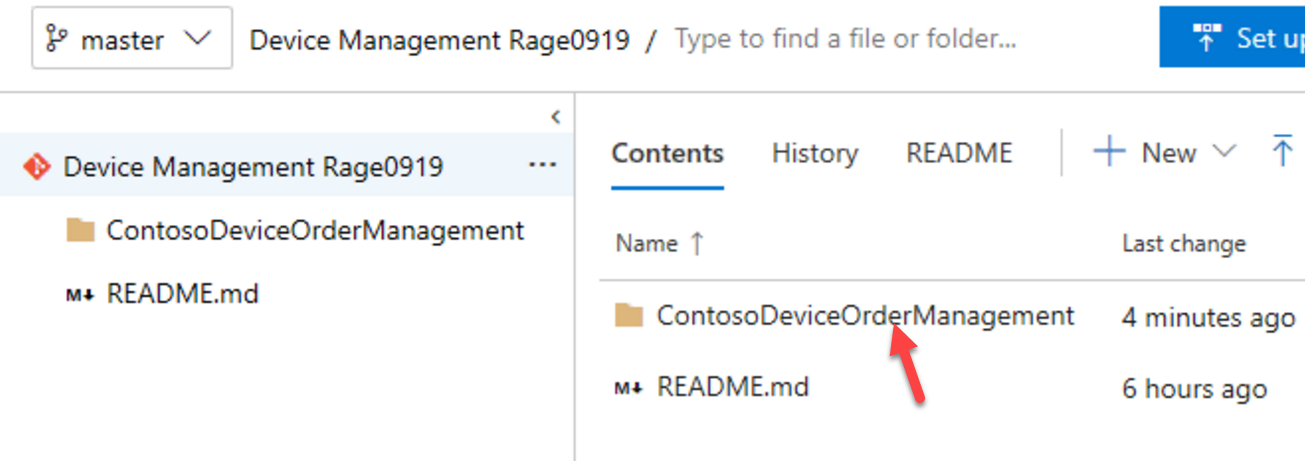 master Device Management Rage0919 / Type to find a file or folder... Set up
Device Management Rage0919 ...
ContosoDeviceOrderManagement
M↓ README.md
Contents History README + New
Name ↑ Last change
ContosoDeviceOrderManagement 4 minutes ago
M↓ README.md 6 hours ago